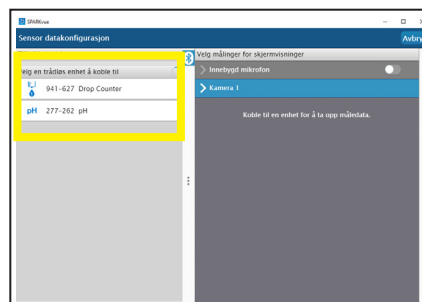 SPARKvue
Sensor datakonfigurasjon
Avbry
Velg en trådløs enhet å koble til
941-627 Drop Counter
pH 277-262 pH
Velg målinger for skjermvisninger
Innebygd mikrofon
Kamera 1
Koble til en enhet for å ta opp måledata.